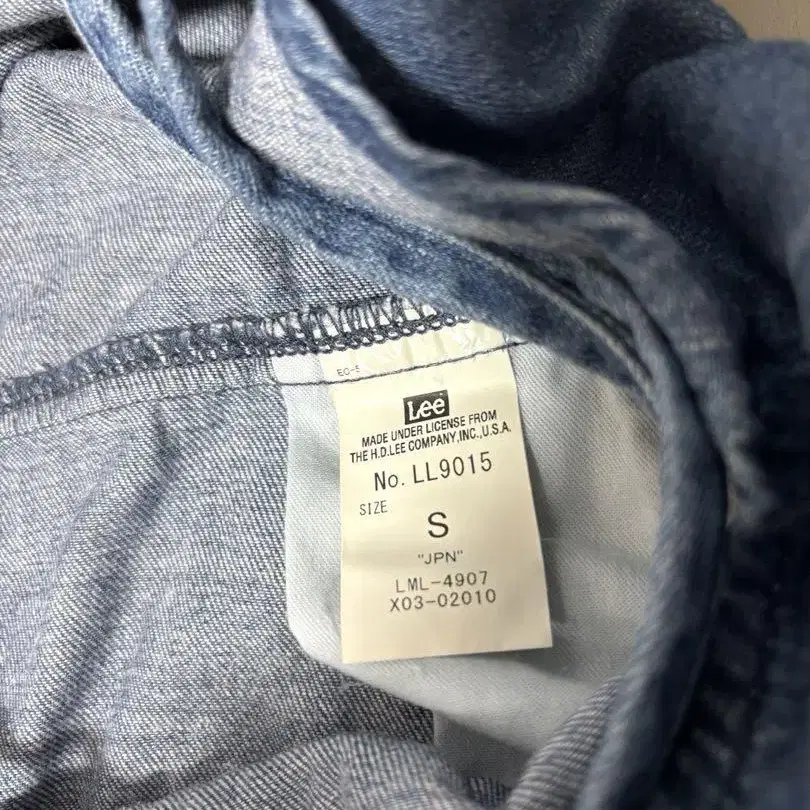 EC-5
Lee
MADE UNDER LICENSE FROM
THE H.D.LEE COMPANY,INC.,U.S.A.
No. LL9015
SIZE
S
"JPN"
LML-4907
X03-02010